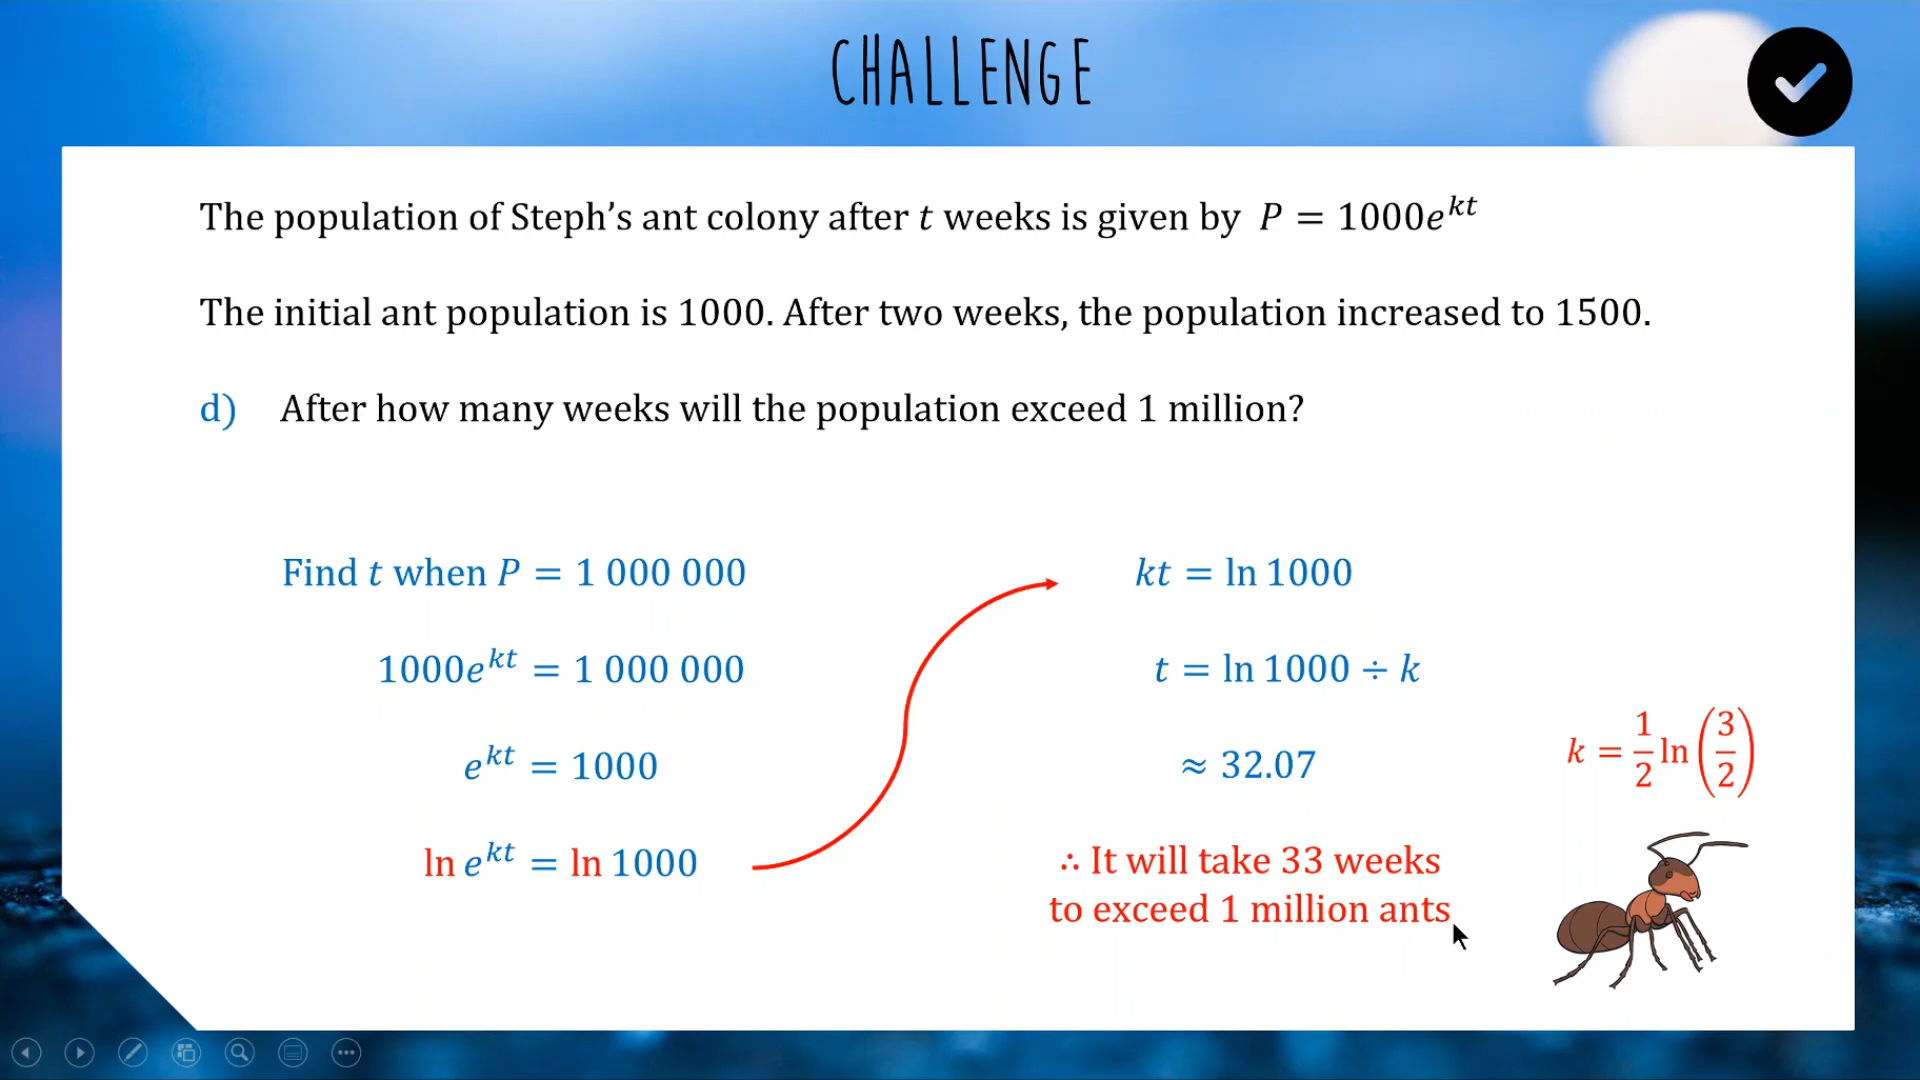 CHALLENGE
The population of Steph’s ant colony after t weeks is given by P = 1000e^{kt}
The initial ant population is 1000. After two weeks, the population increased to 1500.
d) After how many weeks will the population exceed 1 million?
Find t when P = 1 000 000
1000e^{kt} = 1 000 000
e^{kt} = 1000
ln e^{kt} = ln 1000
kt = ln 1000
t = ln 1000 ÷ k
≈ 32.07
k = \frac{1}{2} ln (\frac{3}{2})
∴ It will take 33 weeks
to exceed 1 million ants